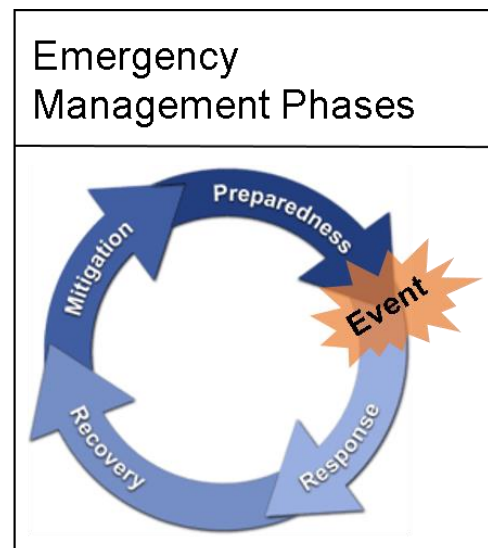 Emergency
Management Phases
Preparedness
Event
Response
Recovery
Mitigation